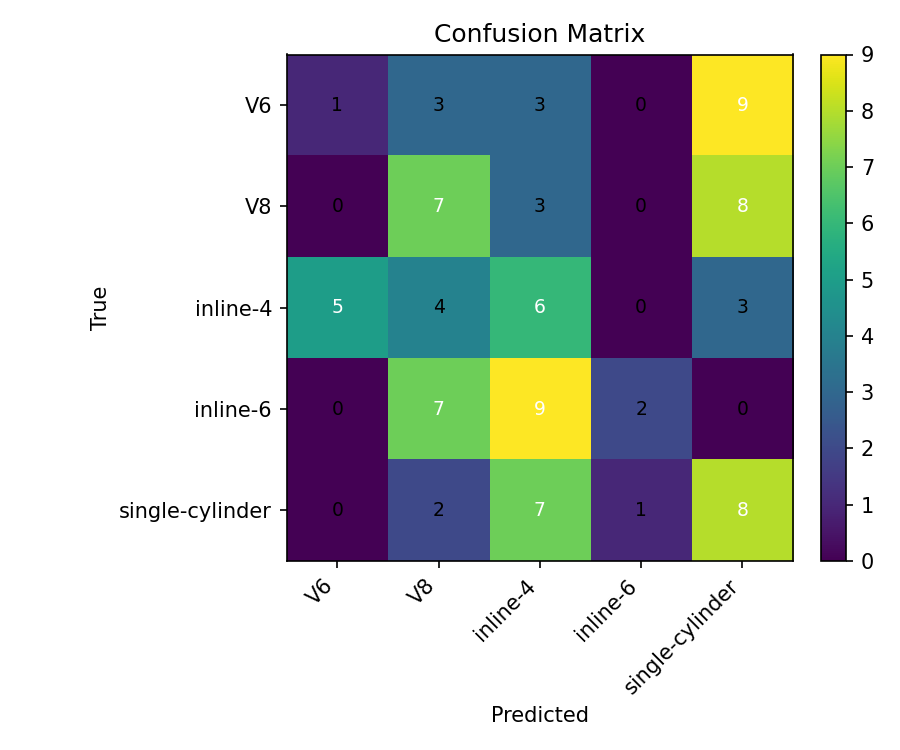 Confusion Matrix
True
V6 1 3 3 0 9
V8 0 7 3 0 8
inline-4 5 4 6 0 3
inline-6 0 7 9 2 0
single-cylinder 0 2 7 1 8
V6 V8 inline-4 inline-6 single-cylinder
Predicted
9
8
7
6
5
4
3
2
1
0